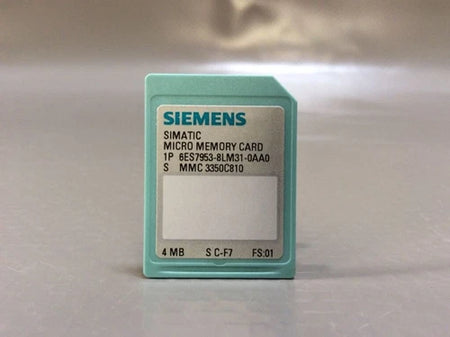 SIEMENS
SIMATIC
MICRO MEMORY CARD
1P 6ES7953-8LM31-0AA0
S MMC 3350C810
4 MB S C-F7 FS:01